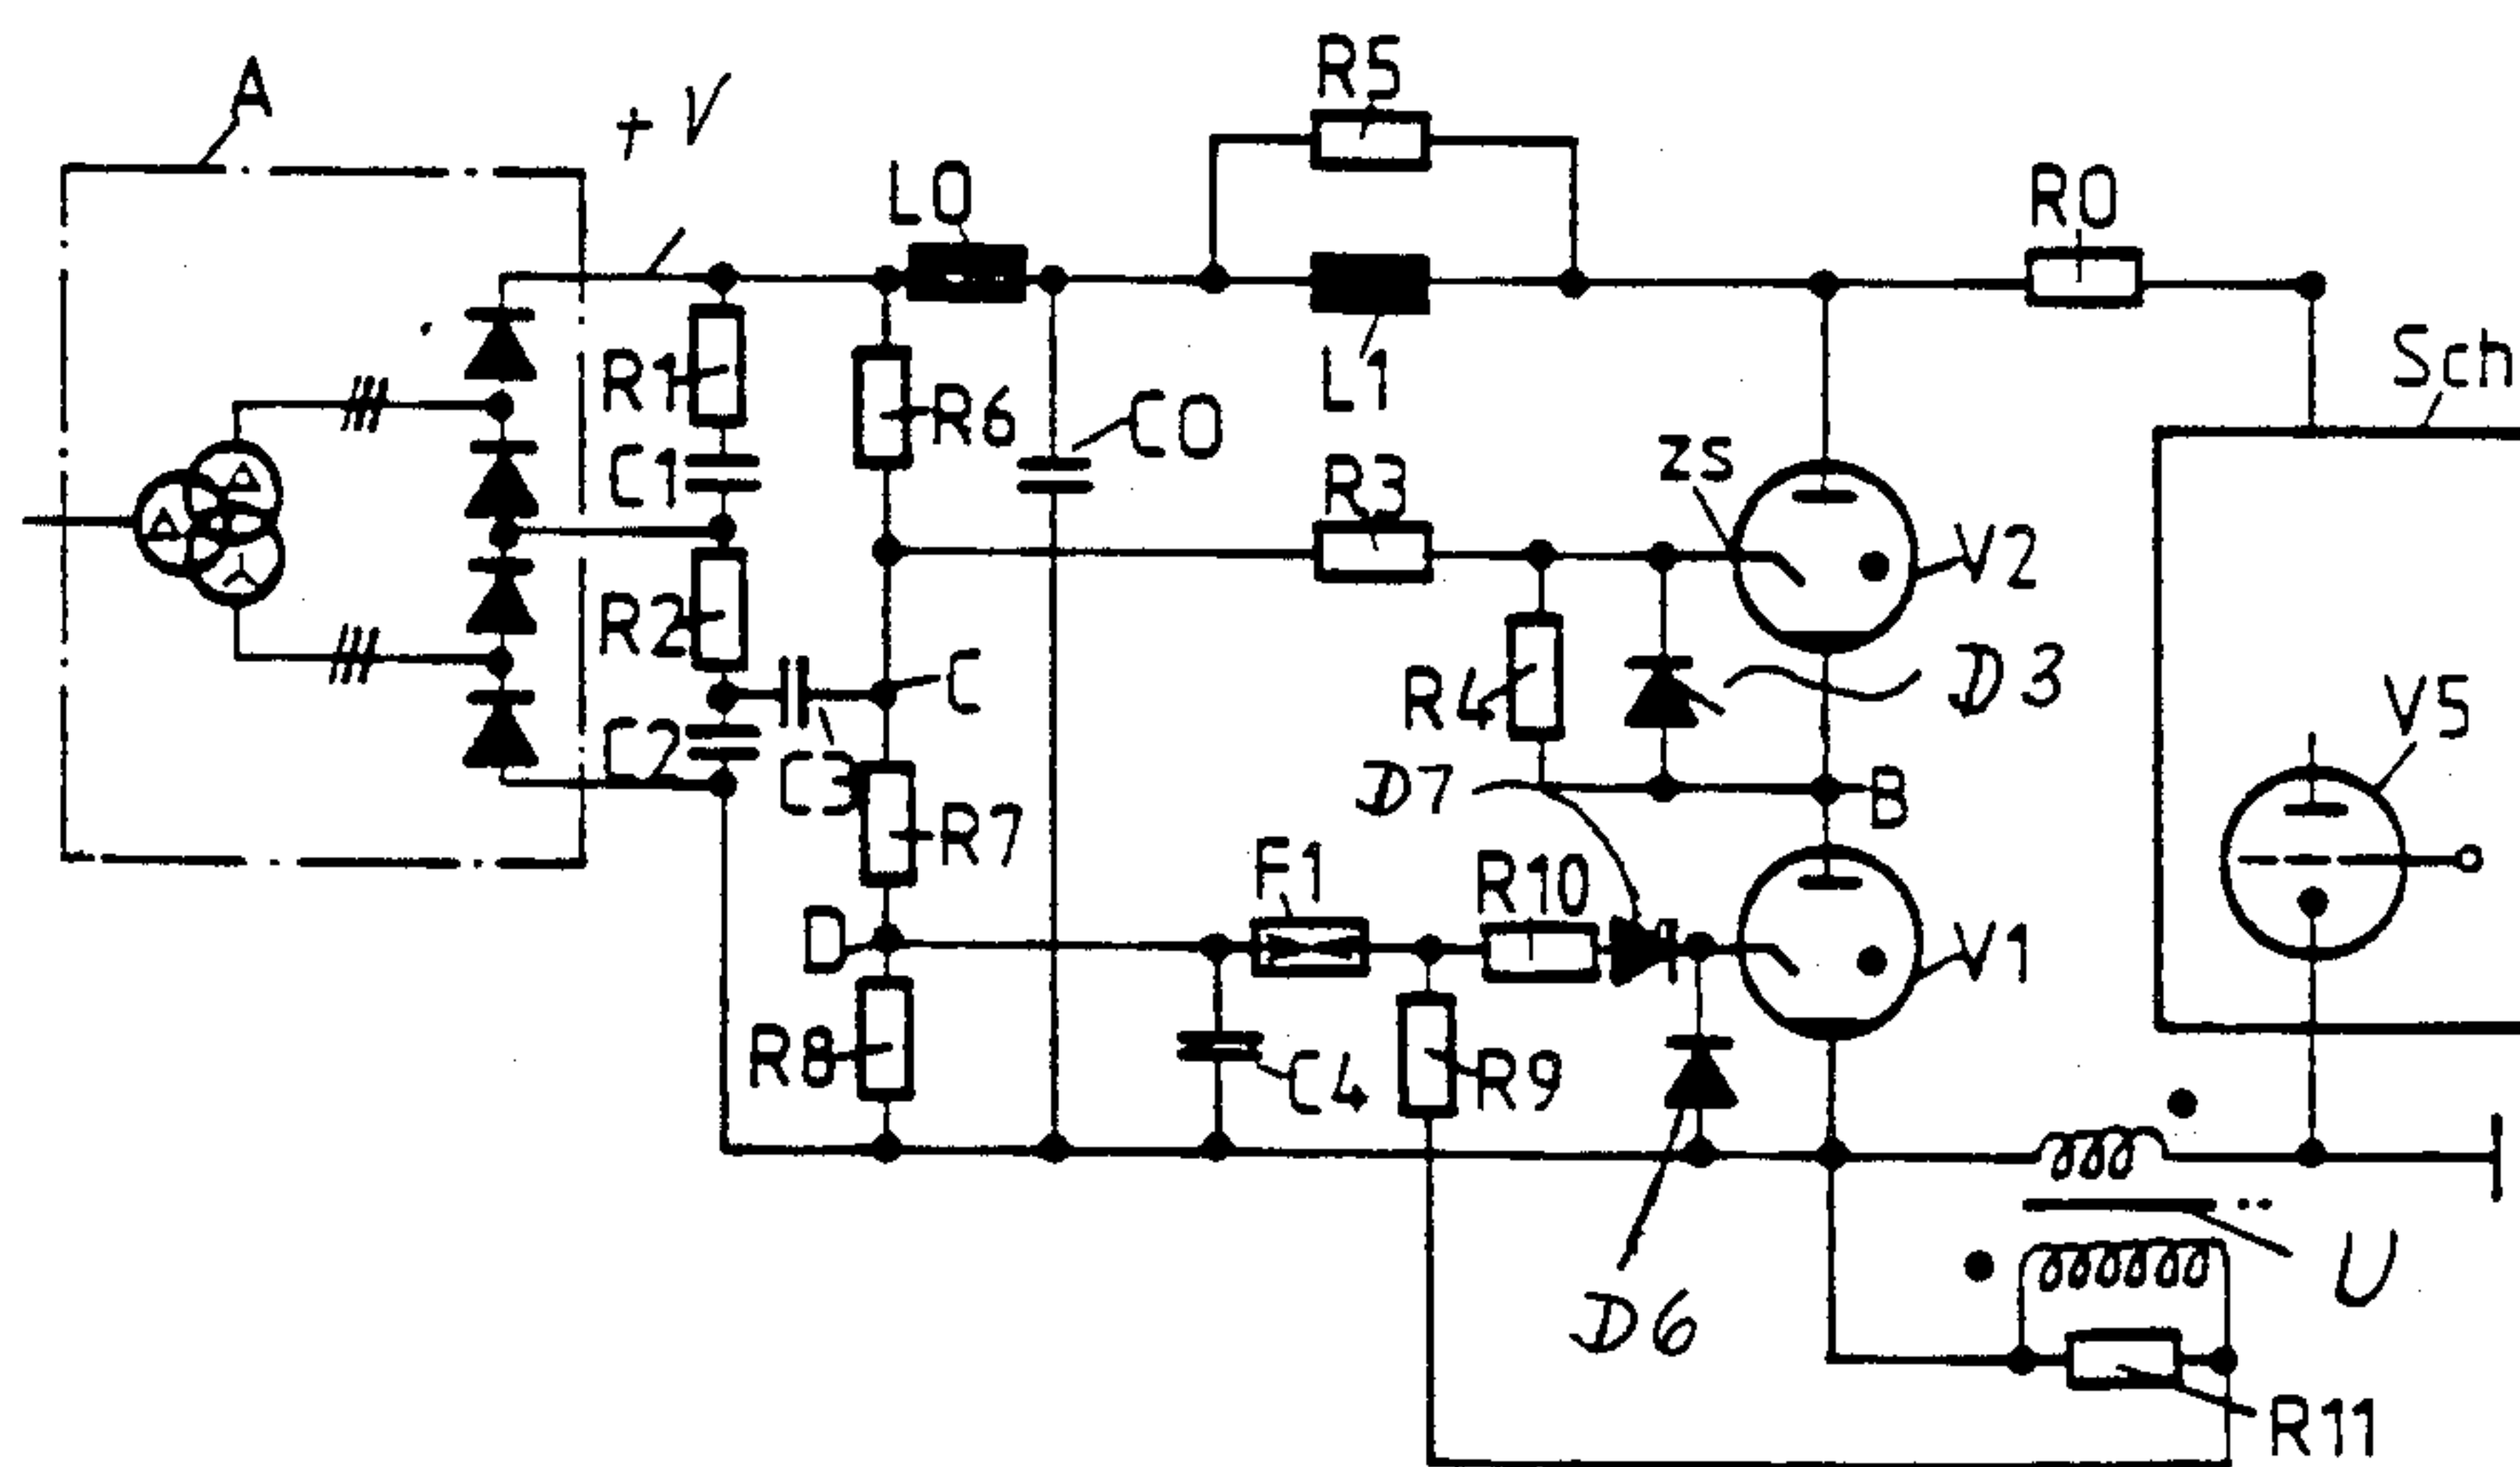 A
+ V
R5
L0
R0
Sch
R1
R6
C0
L1
C1
R3
zs
V2
R2
C
R4
D3
V5
C2
C3
D7
B
R7
F1
R10
D
V1
R8
C4
R9
D6
U
R11